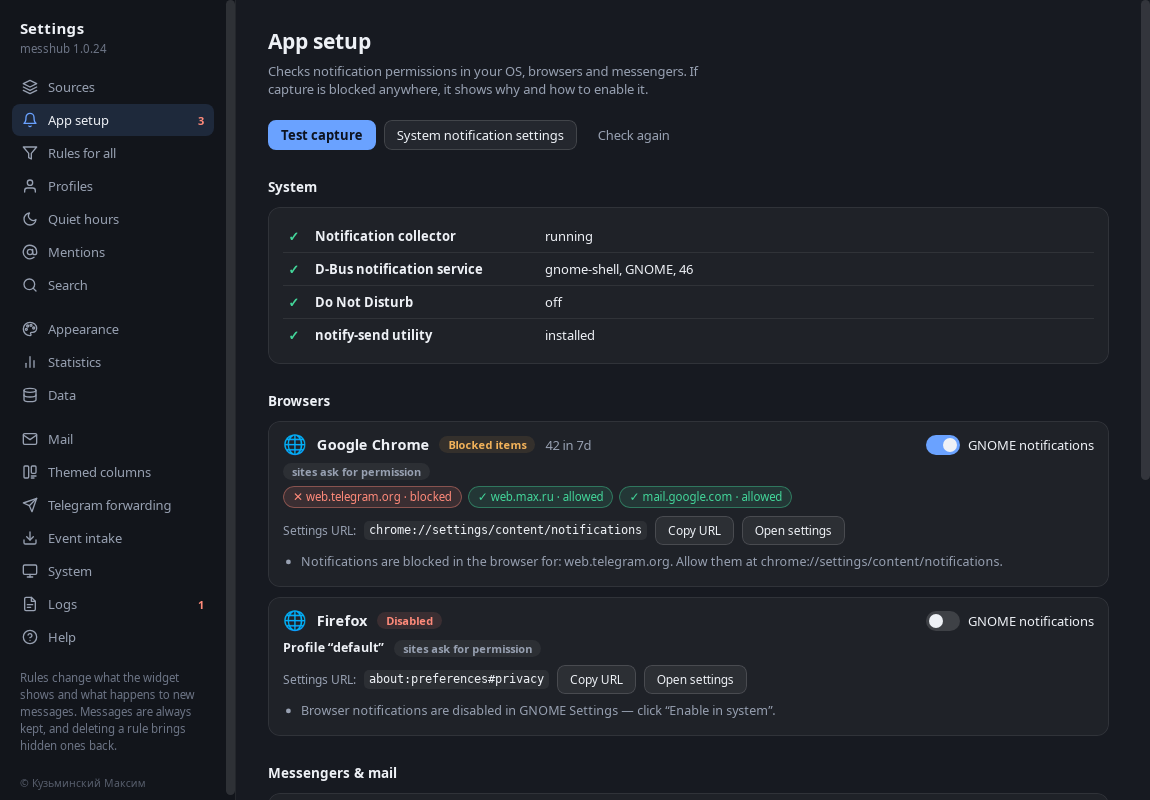 Settings
messhub 1.0.24
Sources
App setup 3
Rules for all
Profiles
Quiet hours
Mentions
Search
Appearance
Statistics
Data
Mail
Themed columns
Telegram forwarding
Event intake
System
Logs 1
Help
Rules change what the widget
shows and what happens to new
messages. Messages are always
kept, and deleting a rule brings
hidden ones back.
© Кузьминский Максим
App setup
Checks notification permissions in your OS, browsers and messengers. If
capture is blocked anywhere, it shows why and how to enable it.
Test capture System notification settings Check again
System
✓ Notification collector running
✓ D-Bus notification service gnome-shell, GNOME, 46
✓ Do Not Disturb off
✓ notify-send utility installed
Browsers
Google Chrome Blocked items 42 in 7d GNOME notifications
sites ask for permission
✕ web.telegram.org · blocked ✓ web.max.ru · allowed ✓ mail.google.com · allowed
Settings URL: chrome://settings/content/notifications Copy URL Open settings
• Notifications are blocked in the browser for: web.telegram.org. Allow them at chrome://settings/content/notifications.
Firefox Disabled GNOME notifications
Profile “default” sites ask for permission
Settings URL: about:preferences#privacy Copy URL Open settings
• Browser notifications are disabled in GNOME Settings — click “Enable in system”.
Messengers & mail